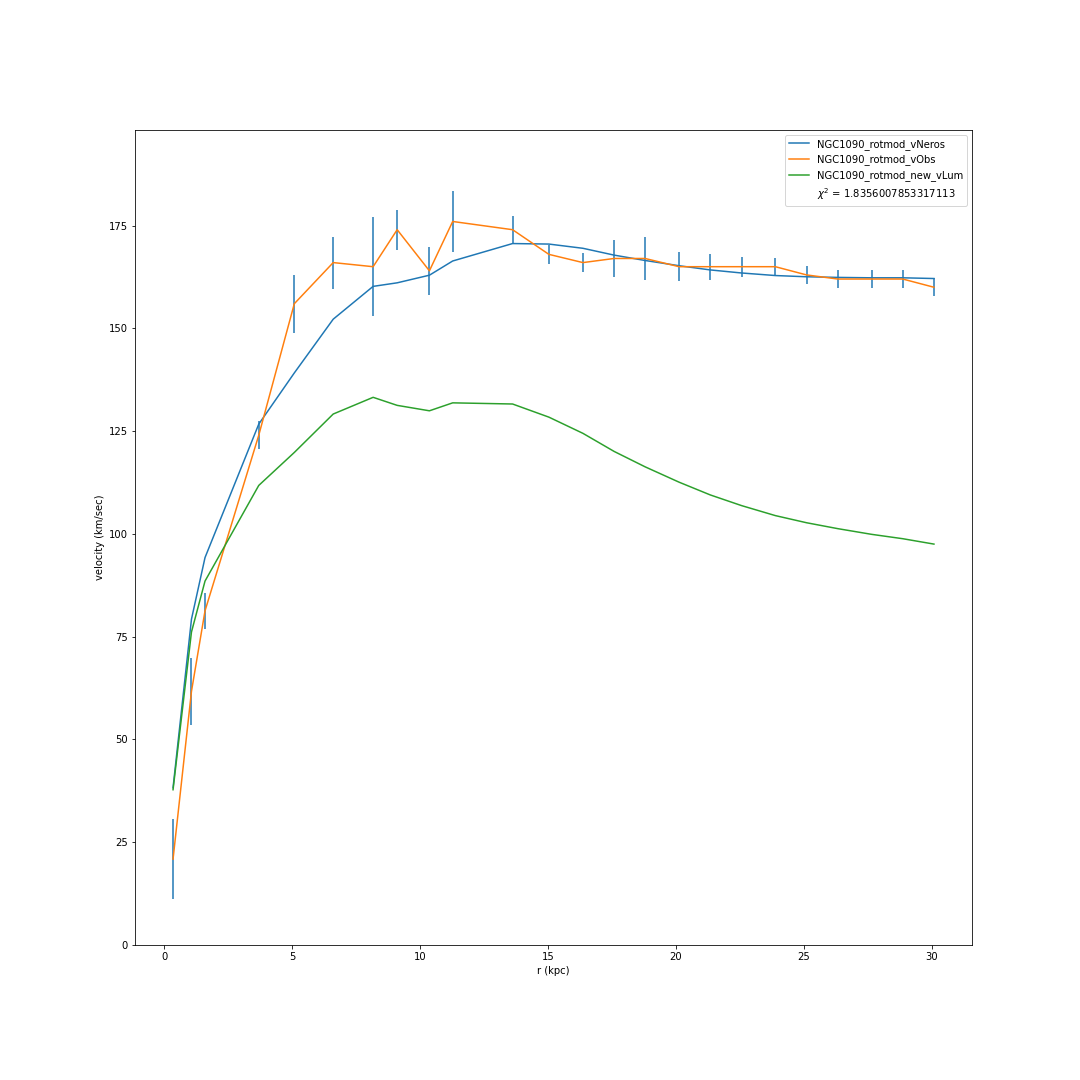 NGC1090_rotmod_vNeros
NGC1090_rotmod_vObs
NGC1090_rotmod_new_vLum
χ² = 1.8356007853317113
175
150
125
100
75
50
25
0
velocity (km/sec)
0 5 10 15 20 25 30
r (kpc)